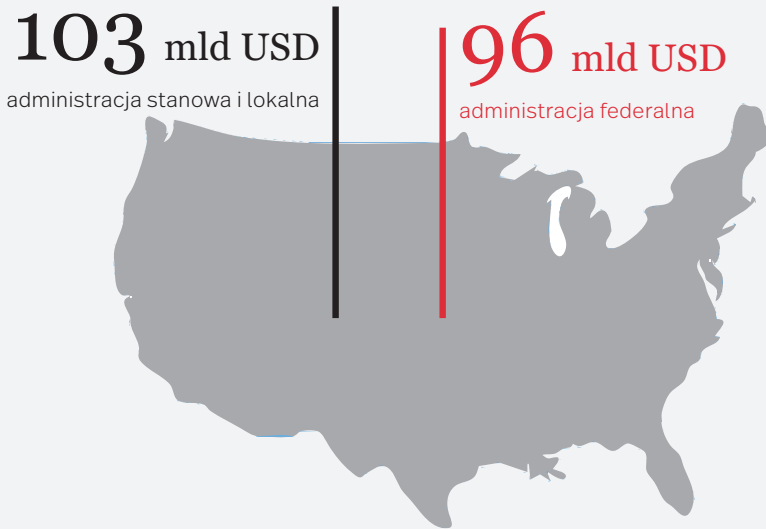 103 mld USD
administracja stanowa i lokalna
96 mld USD
administracja federalna